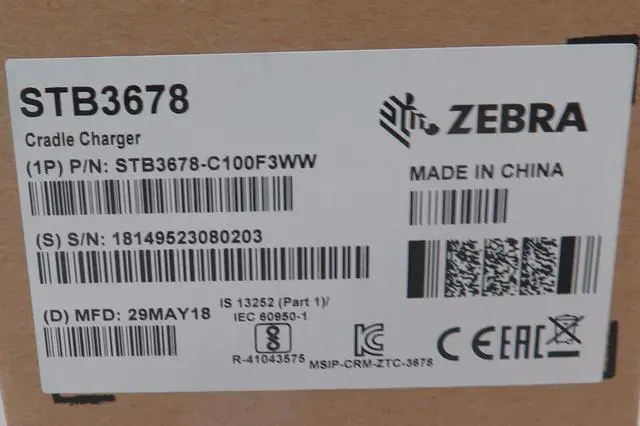 STB3678
ZEBRA
Cradle Charger
(1P) P/N: STB3678-C100F3WW
MADE IN CHINA
(S) S/N: 18149523080203
(D) MFD: 29MAY18
IS 13252 (Part 1)/
IEC 60950-1
R-41043575
MSIP-CRM-ZTC-3678
CE EAC